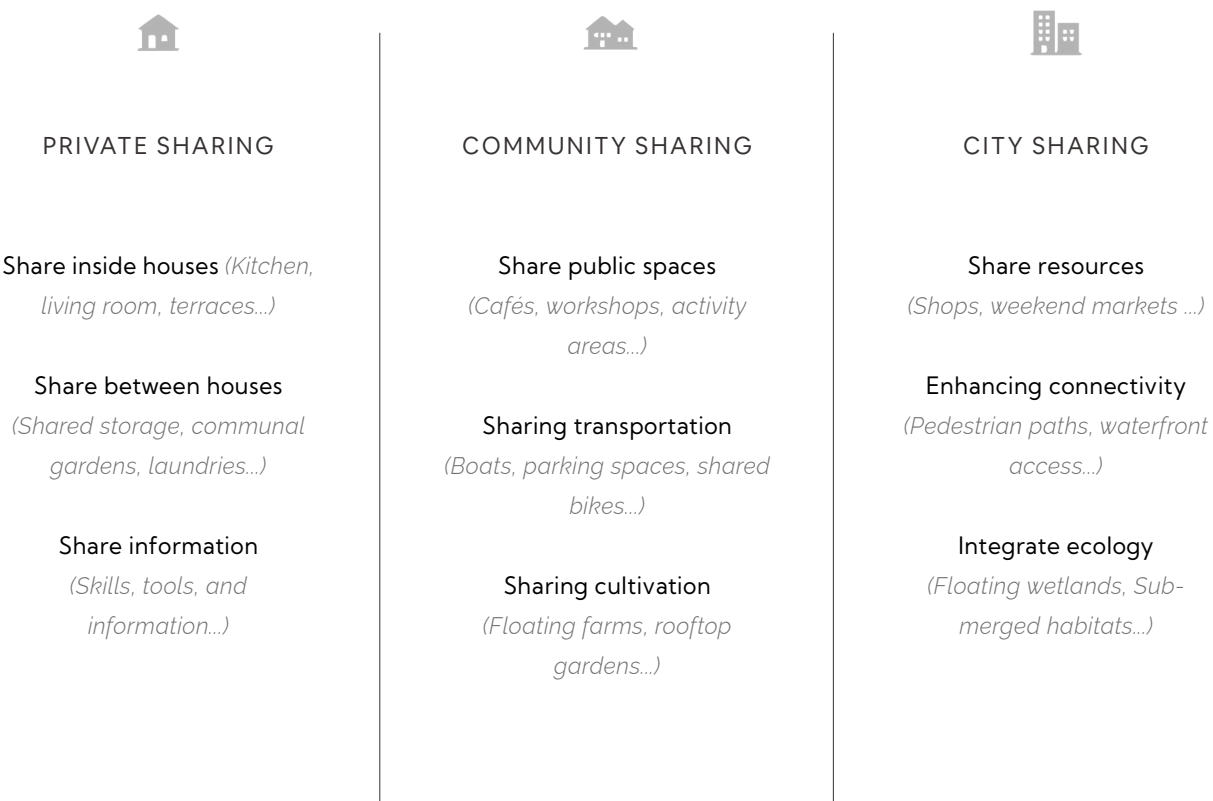 PRIVATE SHARING
Share inside houses (Kitchen,
living room, terraces...)
Share between houses
(Shared storage, communal
gardens, laundries...)
Share information
(Skills, tools, and
information...)
COMMUNITY SHARING
Share public spaces
(Cafés, workshops, activity
areas...)
Sharing transportation
(Boats, parking spaces, shared
bikes...)
Sharing cultivation
(Floating farms, rooftop
gardens...)
CITY SHARING
Share resources
(Shops, weekend markets ...)
Enhancing connectivity
(Pedestrian paths, waterfront
access...)
Integrate ecology
(Floating wetlands, Sub-
merged habitats...)